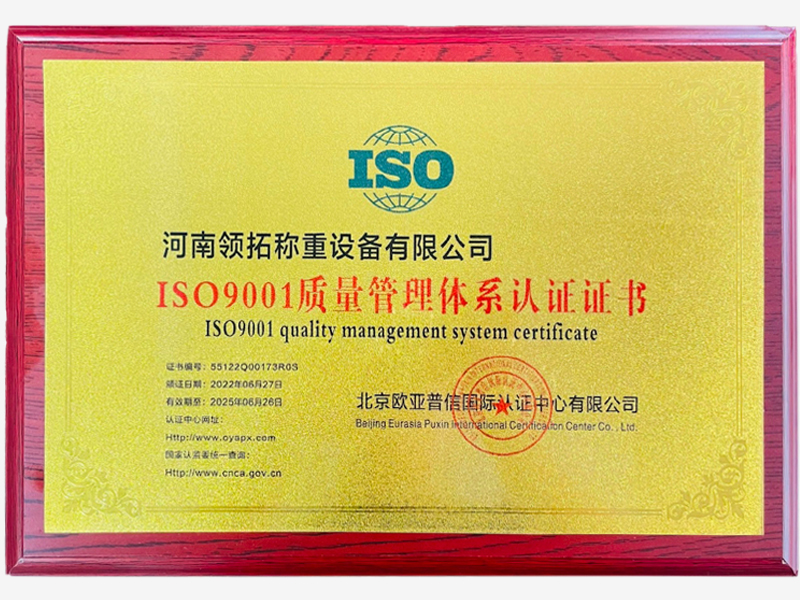 ISO
河南领拓称重设备有限公司
ISO9001质量管理体系认证证书
ISO9001 quality management system certificate
证书编号：55122Q00173R0S
颁证日期：2022年06月27日
有效期至：2025年06月26日
认证中心网址：
Http://www.oyapx.com
国家认监委统一查询：
Http://www.cnca.gov.cn
北京欧亚普信国际认证中心有限公司
Beijing Eurasia Puxin International Certification Center Co., Ltd.